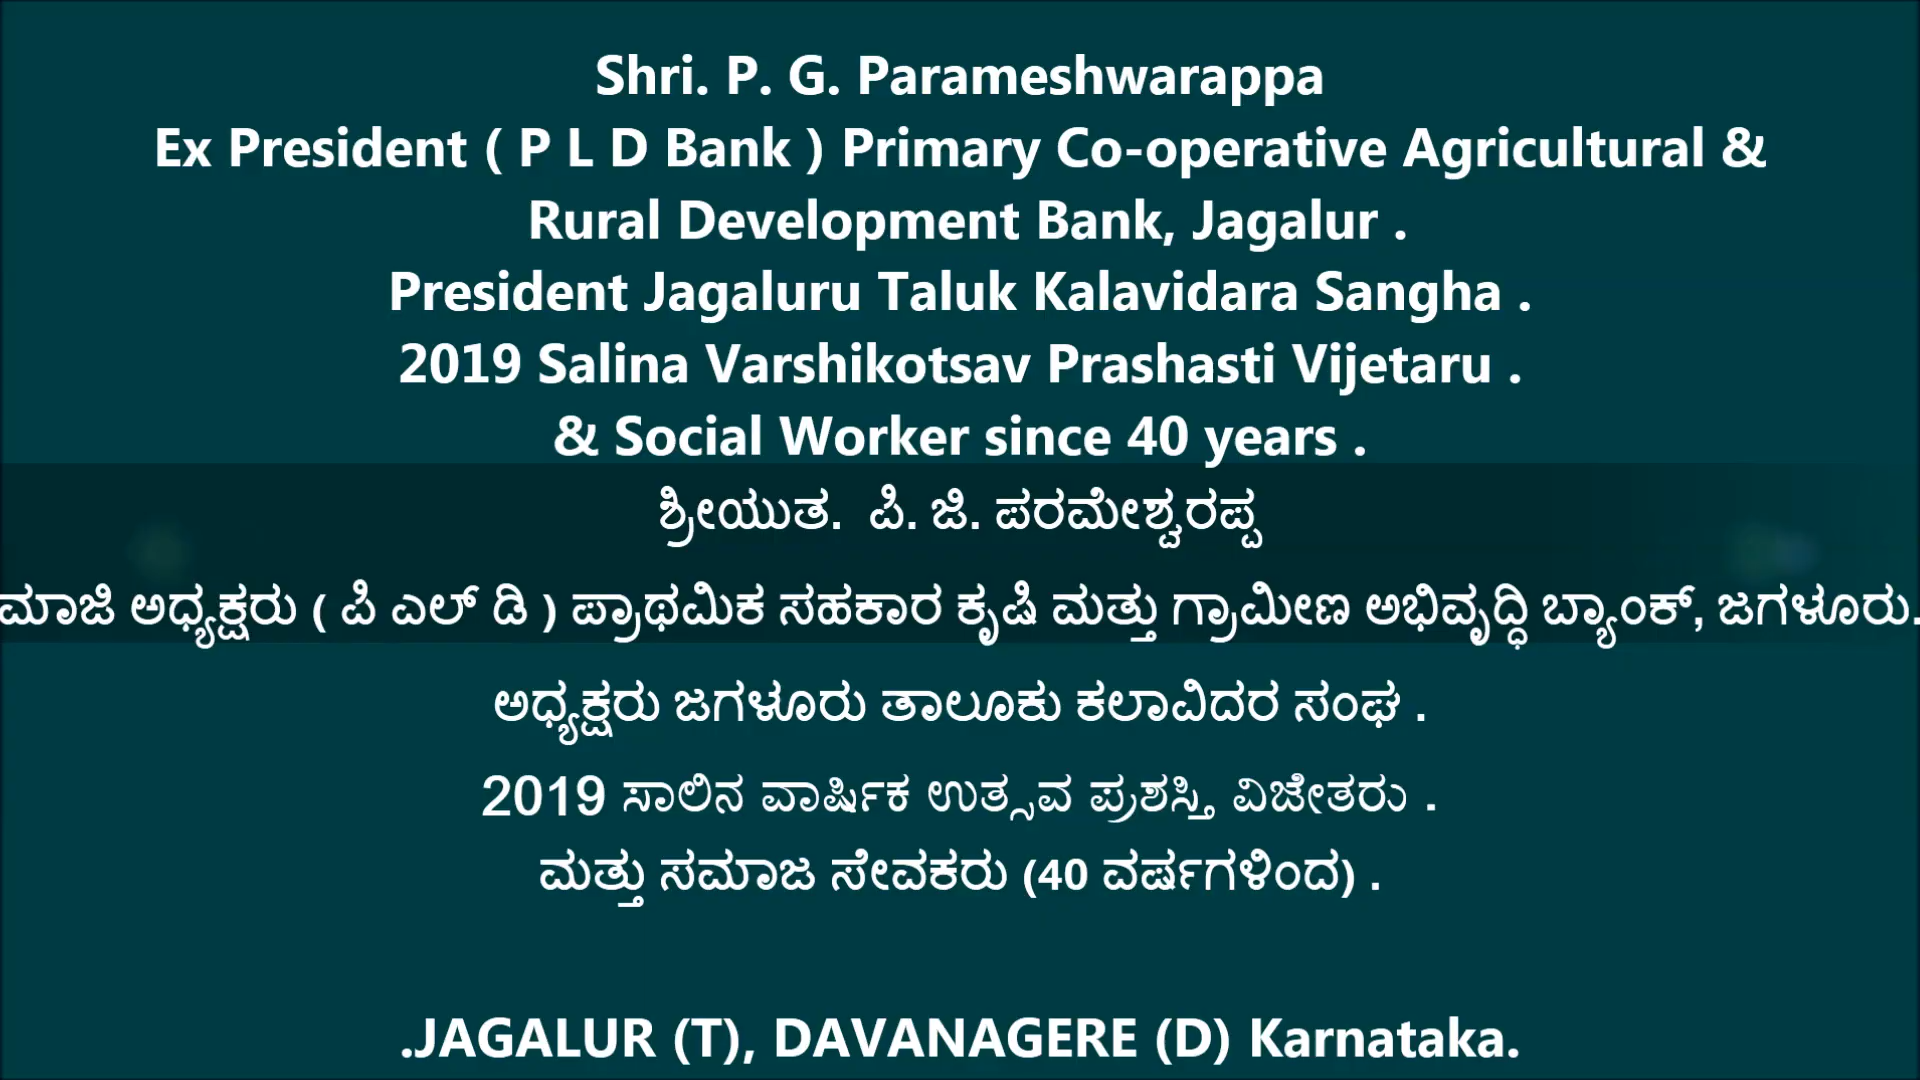 Shri. P. G. Parameshwarappa
Ex President ( P L D Bank ) Primary Co-operative Agricultural &
Rural Development Bank, Jagalur .
President Jagaluru Taluk Kalavidara Sangha .
2019 Salina Varshikotsav Prashasti Vijetaru .
& Social Worker since 40 years .
ಶ್ರೀಯುತ. ಪಿ. ಜಿ. ಪರಮೇಶ್ವರಪ್ಪ
ಮಾಜಿ ಅಧ್ಯಕ್ಷರು ( ಪಿ ಎಲ್ ಡಿ ) ಪ್ರಾಥಮಿಕ ಸಹಕಾರ ಕೃಷಿ ಮತ್ತು ಗ್ರಾಮೀಣ ಅಭಿವೃದ್ಧಿ ಬ್ಯಾಂಕ್, ಜಗಳೂರು.
ಅಧ್ಯಕ್ಷರು ಜಗಳೂರು ತಾಲೂಕು ಕಲಾವಿದರ ಸಂಘ .
2019 ಸಾಲಿನ ವಾರ್ಷಿಕ ಉತ್ಸವ ಪ್ರಶಸ್ತಿ ವಿಜೇತರು .
ಮತ್ತು ಸಮಾಜ ಸೇವಕರು (40 ವರ್ಷಗಳಿಂದ) .
.JAGALUR (T), DAVANAGERE (D) Karnataka.